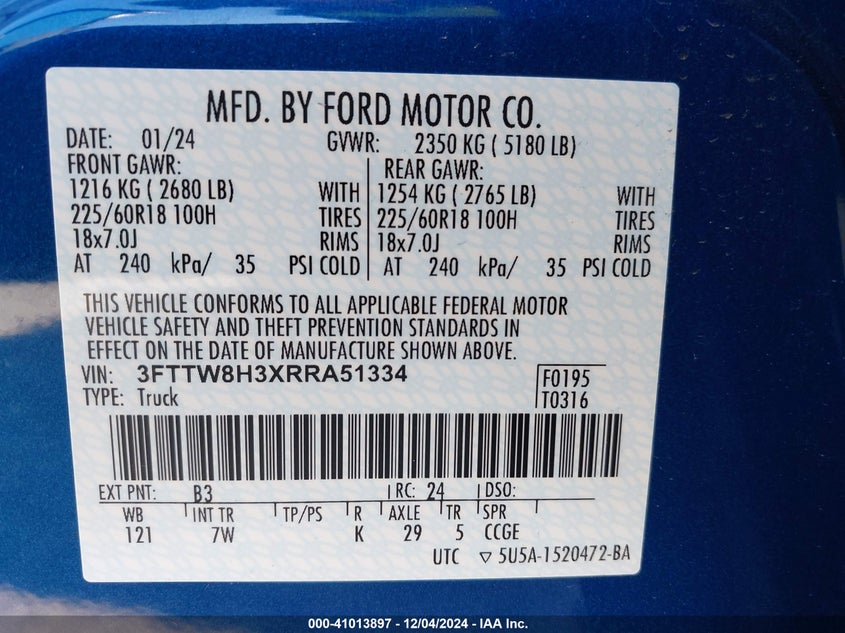 MFD. BY FORD MOTOR CO.
DATE: 01/24 GVWR: 2350 KG ( 5180 LB)
FRONT GAWR: REAR GAWR:
1216 KG ( 2680 LB) WITH 1254 KG ( 2765 LB) WITH
225/60R18 100H TIRES 225/60R18 100H TIRES
18x7.0J RIMS 18x7.0J RIMS
AT 240 kPa/ 35 PSI COLD AT 240 kPa/ 35 PSI COLD
THIS VEHICLE CONFORMS TO ALL APPLICABLE FEDERAL MOTOR
VEHICLE SAFETY AND THEFT PREVENTION STANDARDS IN
EFFECT ON THE DATE OF MANUFACTURE SHOWN ABOVE.
VIN: 3FTTW8H3XRRA51334 F0195
TYPE: Truck T0316
EXT PNT: B3 RC: 24 DSO:
WB INT TR TP/PS R AXLE TR SPR
121 7W K 29 5 CCGE
UTC ▽ 5U5A-1520472-BA
000-41013897 - 12/04/2024 - IAA Inc.